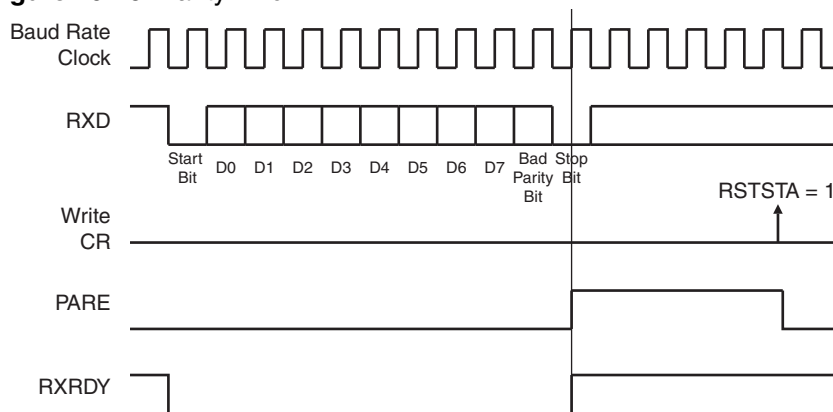 Baud Rate
Clock
RXD
Start
Bit
D0 D1 D2 D3 D4 D5 D6 D7
Bad
Parity
Bit
Stop
Bit
RSTSTA = 1
Write
CR
PARE
RXRDY